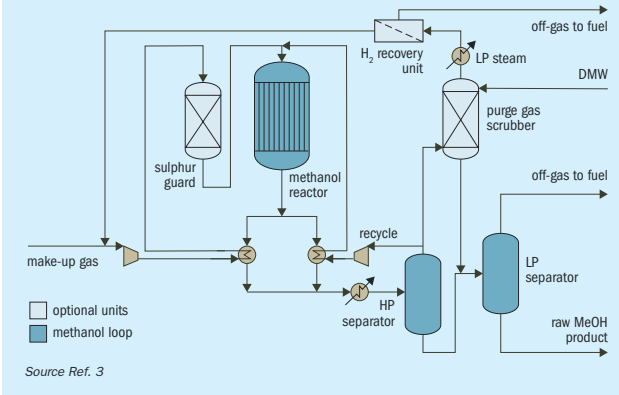 off-gas to fuel
H2 recovery
unit
LP steam
DMW
purge gas
scrubber
sulphur
guard
methanol
reactor
off-gas to fuel
recycle
make-up gas
LP
separator
HP
separator
optional units
methanol loop
raw MeOH
product
Source Ref. 3